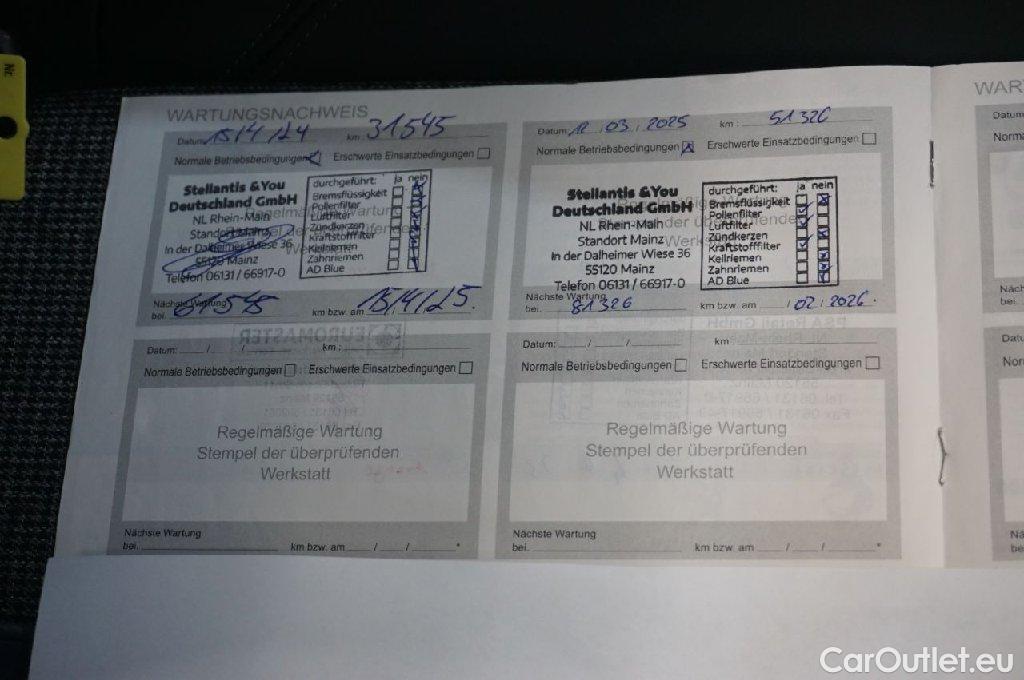 Nr.
WARTUNGSNACHWEIS
Datum: 15/4/24 km: 31545
Normale Betriebsbedingungen Erschwerte Einsatzbedingungen
Stellantis &You
Deutschland GmbH
NL Rhein-Main
Standort Mainz
In der Dalheimer Wiese 36
55120 Mainz
Telefon 06131 / 66917-0
durchgeführt: ja nein
Bremsflüssigkeit
Pollenfilter
Luftfilter
Zündkerzen
Kraftstofffilter
Keilriemen
Zahnriemen
AD Blue
Nächste Wartung
bei. 61545 km bzw. am 15/4/25.
Datum: 12.03.2025 km: 51326
Normale Betriebsbedingungen Erschwerte Einsatzbedingungen
Stellantis &You
Deutschland GmbH
NL Rhein-Main
Standort Mainz
In der Dalheimer Wiese 36
55120 Mainz
Telefon 06131 / 66917-0
durchgeführt: ja nein
Bremsflüssigkeit
Pollenfilter
Luftfilter
Zündkerzen
Kraftstofffilter
Keilriemen
Zahnriemen
AD Blue
Nächste Wartung
bei. 81326 km bzw. am / 02.2026.
Datum: / / km:
Normale Betriebsbedingungen Erschwerte Einsatzbedingungen
Regelmäßige Wartung
Stempel der überprüfenden
Werkstatt
Nächste Wartung
bei. km bzw. am / / *
Datum: / / km:
Normale Betriebsbedingungen Erschwerte Einsatzbedingungen
Regelmäßige Wartung
Stempel der überprüfenden
Werkstatt
Nächste Wartung
bei. km bzw. am / / *
CarOutlet.eu